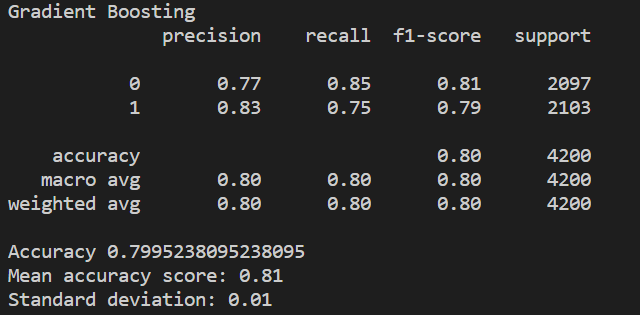 Gradient Boosting
precision recall f1-score support
0 0.77 0.85 0.81 2097
1 0.83 0.75 0.79 2103
accuracy 0.80 4200
macro avg 0.80 0.80 0.80 4200
weighted avg 0.80 0.80 0.80 4200
Accuracy 0.7995238095238095
Mean accuracy score: 0.81
Standard deviation: 0.01